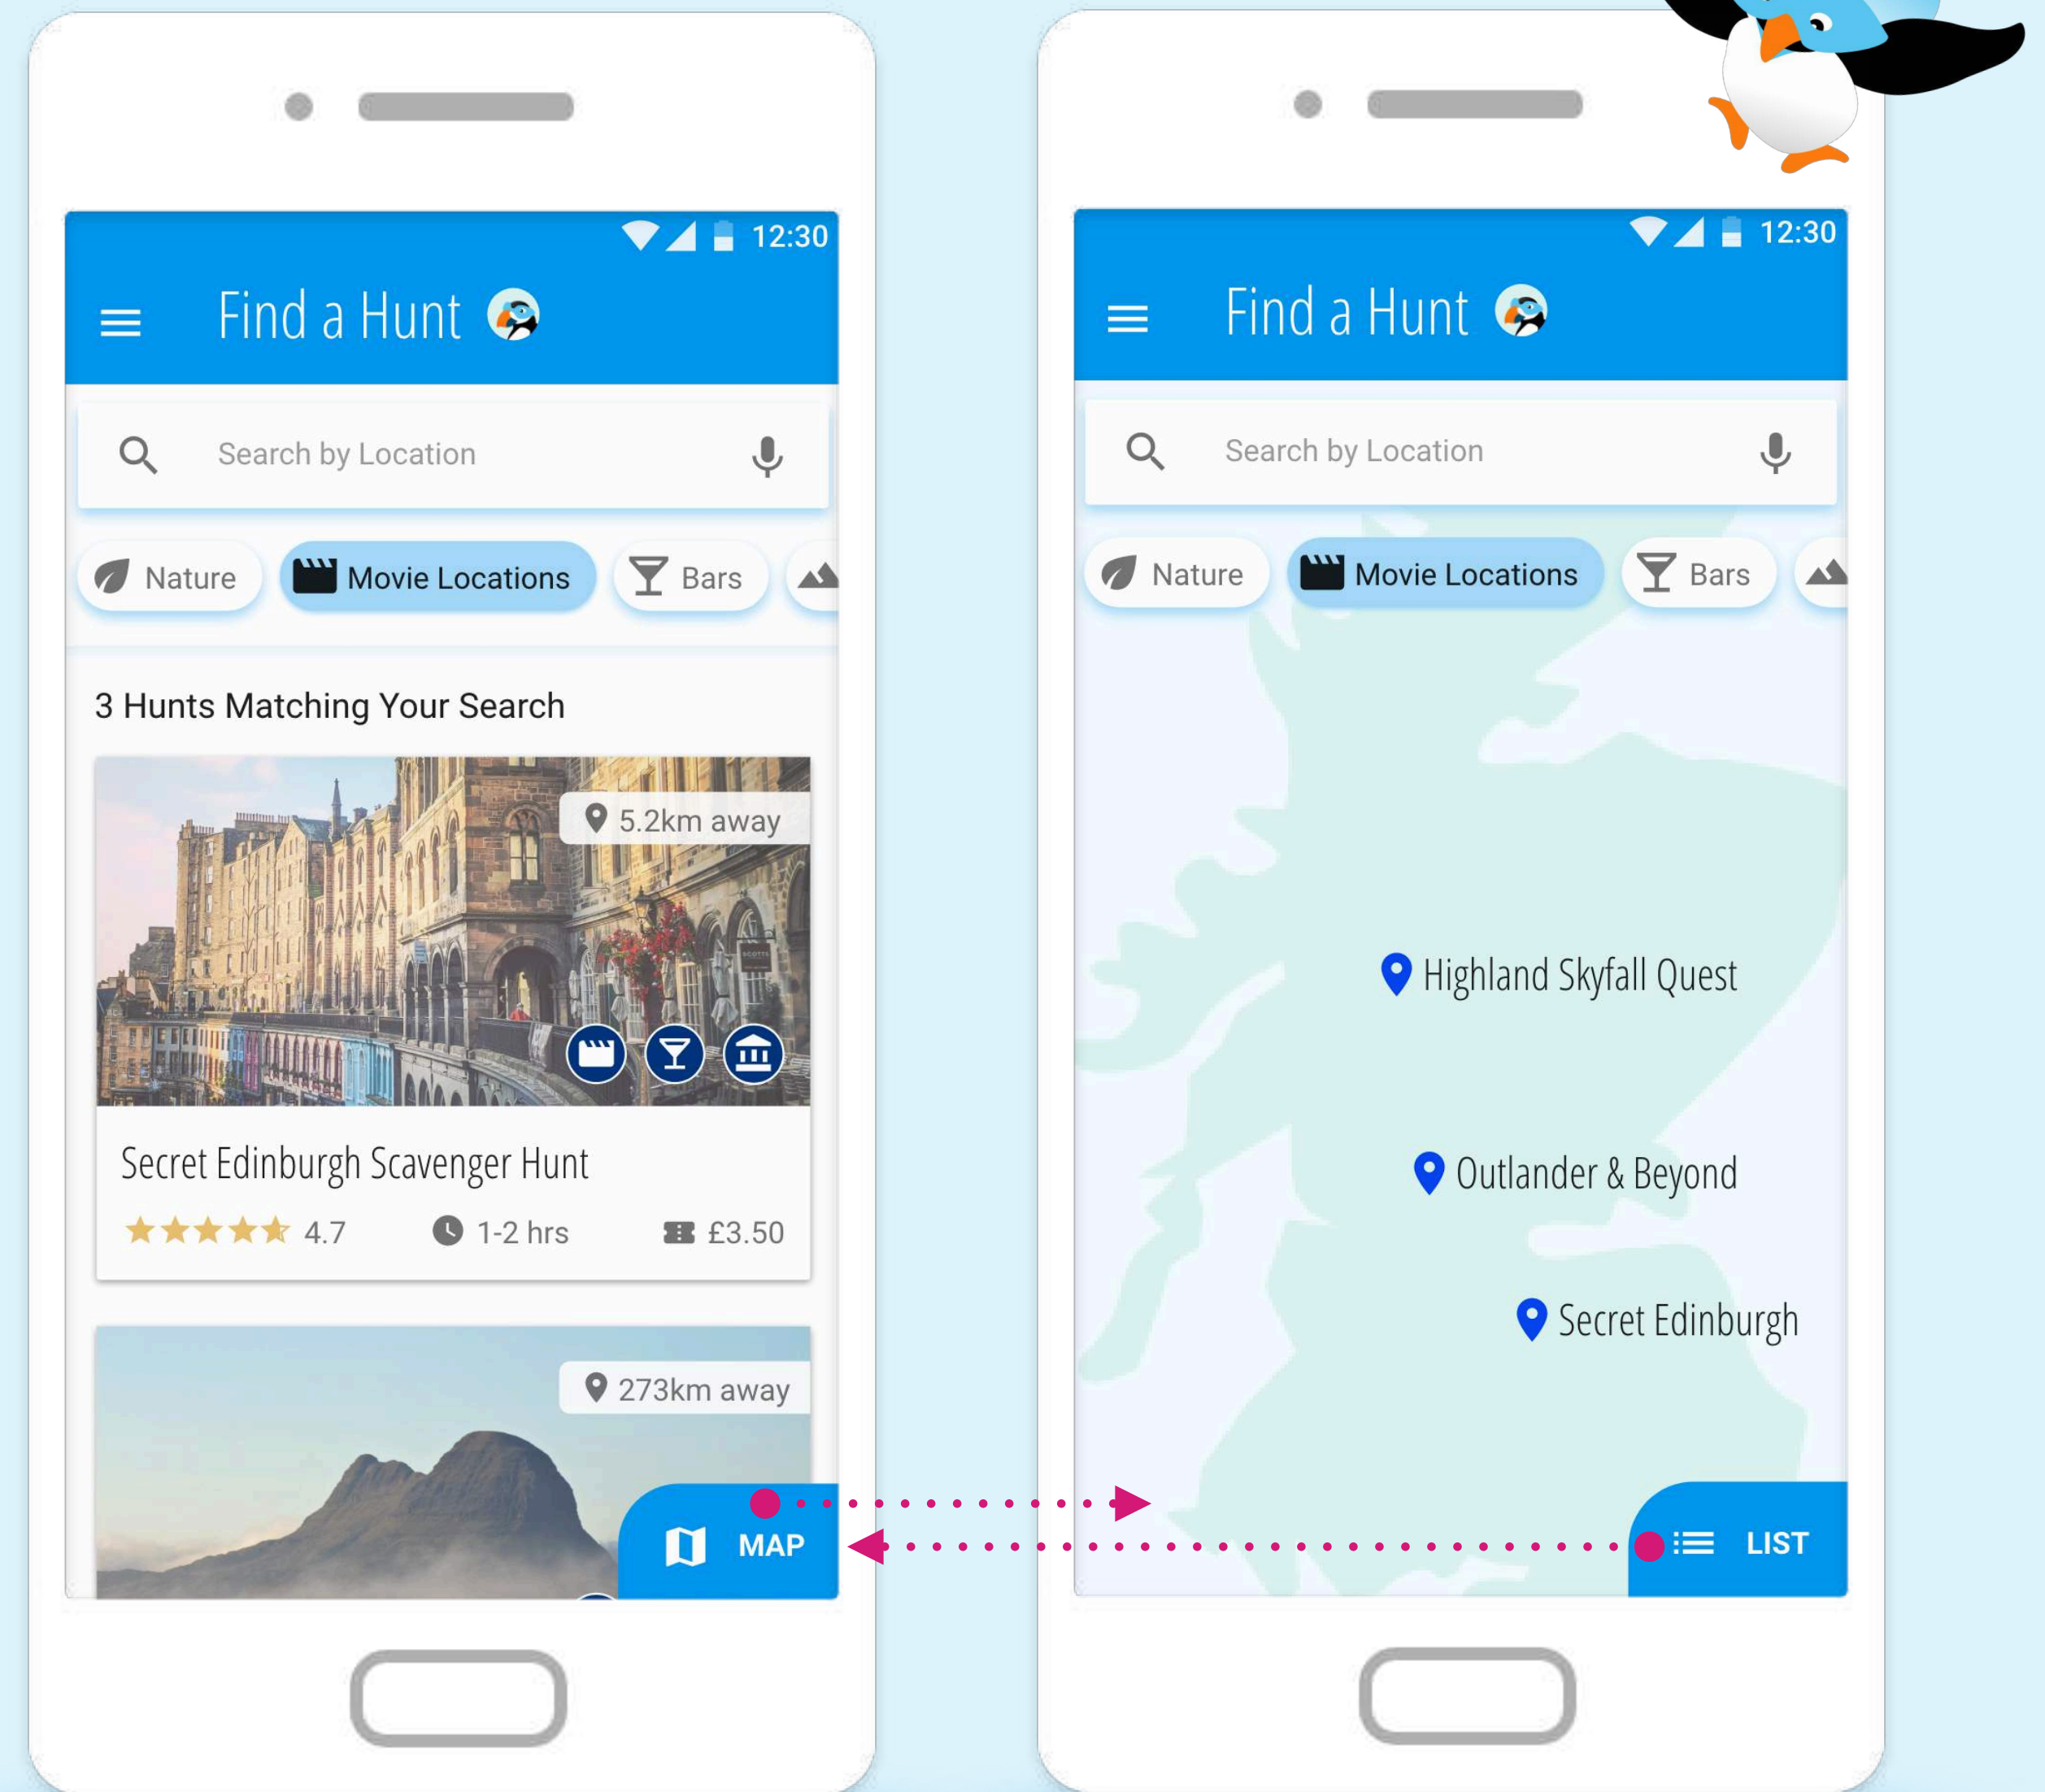 12:30
Find a Hunt
Search by Location
Nature
Movie Locations
Bars
3 Hunts Matching Your Search
5.2km away
SCOTTS
Secret Edinburgh Scavenger Hunt
4.7
1-2 hrs
£3.50
273km away
MAP
12:30
Find a Hunt
Search by Location
Nature
Movie Locations
Bars
Highland Skyfall Quest
Outlander & Beyond
Secret Edinburgh
LIST